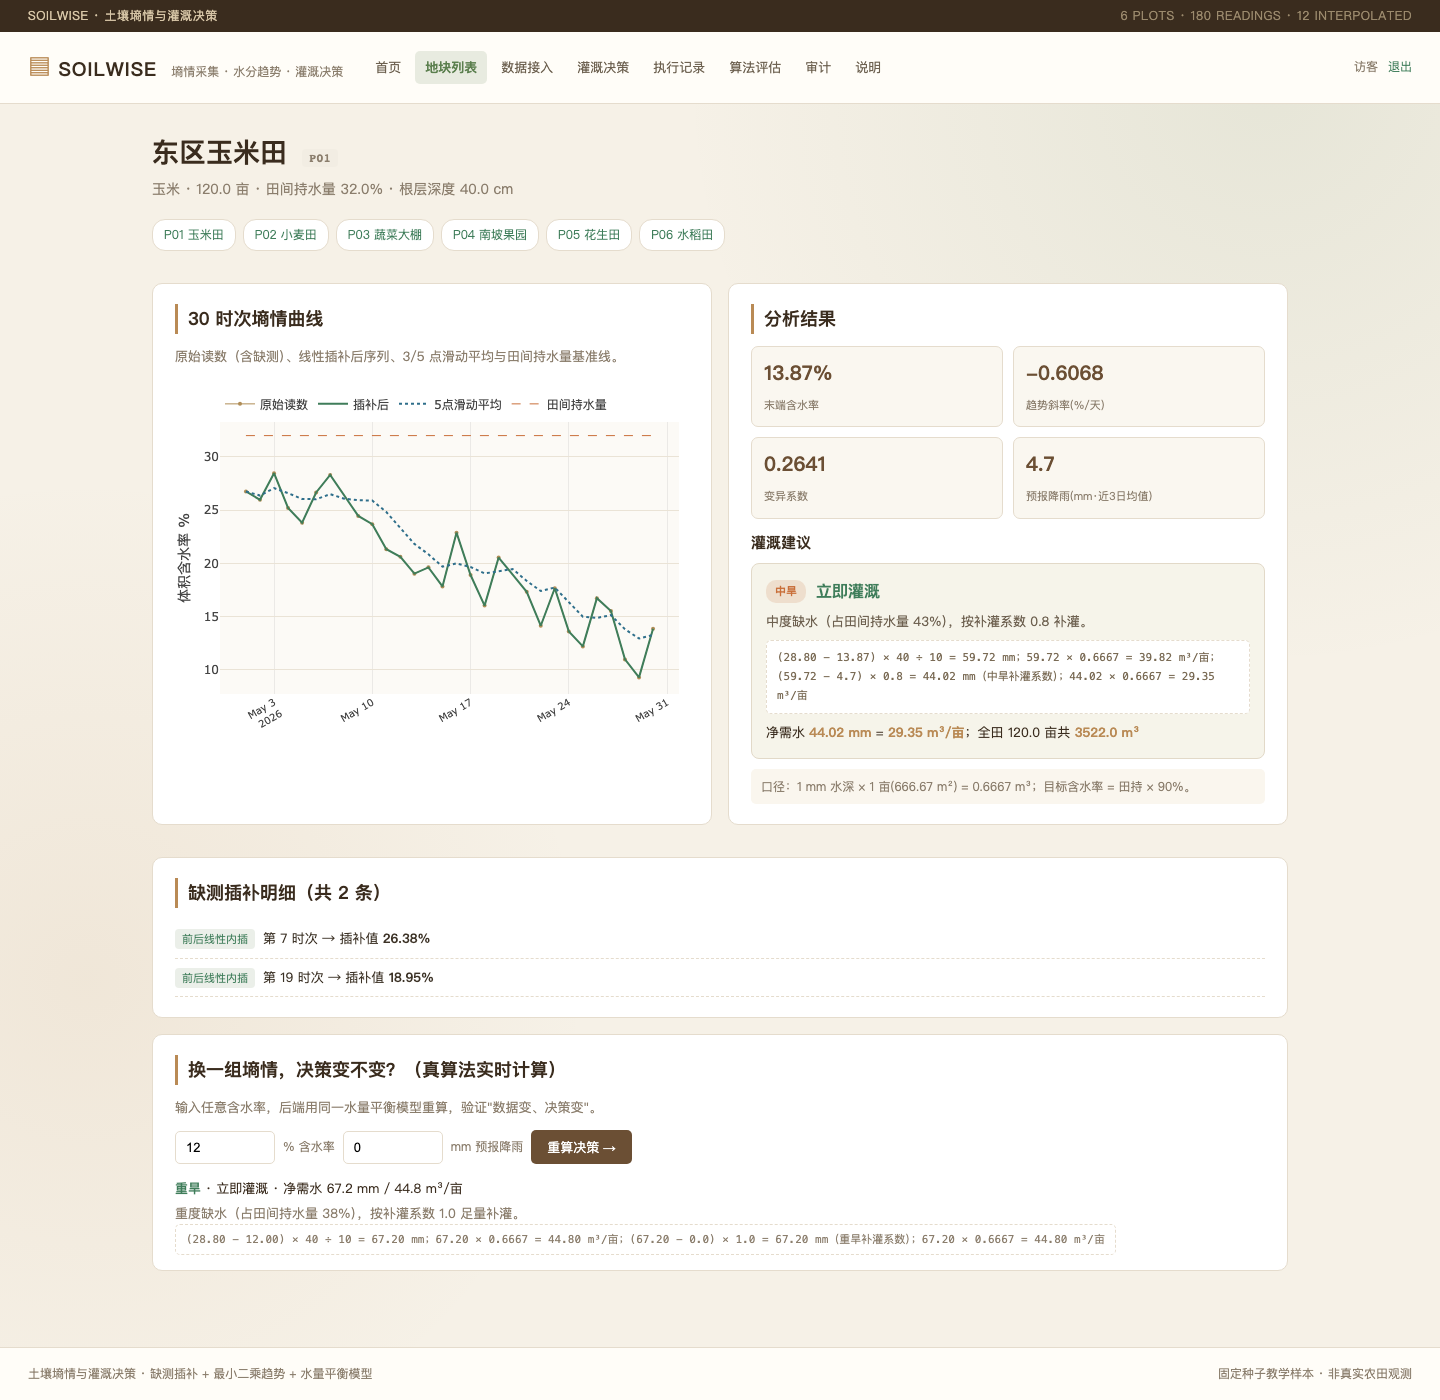 SOILWISE · 土壤墒情与灌溉决策
6 PLOTS · 180 READINGS · 12 INTERPOLATED
SOILWISE 墒情采集 · 水分趋势 · 灌溉决策
首页 地块列表 数据接入 灌溉决策 执行记录 算法评估 审计 说明
访客 退出
东区玉米田 P01
玉米 · 120.0 亩 · 田间持水量 32.0% · 根层深度 40.0 cm
P01 玉米田 P02 小麦田 P03 蔬菜大棚 P04 南坡果园 P05 花生田 P06 水稻田
30 时次墒情曲线
原始读数（含缺测）、线性插补后序列、3/5 点滑动平均与田间持水量基准线。
原始读数 插补后 5点滑动平均 田间持水量
体积含水率 %
30
25
20
15
10
May 3
2026
May 10
May 17
May 24
May 31
分析结果
13.87%
末端含水率
−0.6068
趋势斜率(%/天)
0.2641
变异系数
4.7
预报降雨(mm·近3日均值)
灌溉建议
中旱 立即灌溉
中度缺水（占田间持水量 43%），按补灌系数 0.8 补灌。
(28.80 − 13.87) × 40 ÷ 10 = 59.72 mm；59.72 × 0.6667 = 39.82 m³/亩；
(59.72 − 4.7) × 0.8 = 44.02 mm（中旱补灌系数）；44.02 × 0.6667 = 29.35
m³/亩
净需水 44.02 mm = 29.35 m³/亩；全田 120.0 亩共 3522.0 m³
口径：1 mm 水深 × 1 亩(666.67 m²) = 0.6667 m³；目标含水率 = 田持 × 90%。
缺测插补明细（共 2 条）
前后线性内插 第 7 时次 → 插补值 26.38%
前后线性内插 第 19 时次 → 插补值 18.95%
换一组墒情，决策变不变？（真算法实时计算）
输入任意含水率，后端用同一水量平衡模型重算，验证"数据变、决策变"。
12 % 含水率 0 mm 预报降雨 重算决策 →
重旱 · 立即灌溉 · 净需水 67.2 mm / 44.8 m³/亩
重度缺水（占田间持水量 38%），按补灌系数 1.0 足量补灌。
(28.80 − 12.00) × 40 ÷ 10 = 67.20 mm；67.20 × 0.6667 = 44.80 m³/亩；(67.20 − 0.0) × 1.0 = 67.20 mm（重旱补灌系数）；67.20 × 0.6667 = 44.80 m³/亩
土壤墒情与灌溉决策 · 缺测插补 + 最小二乘趋势 + 水量平衡模型
固定种子教学样本 · 非真实农田观测